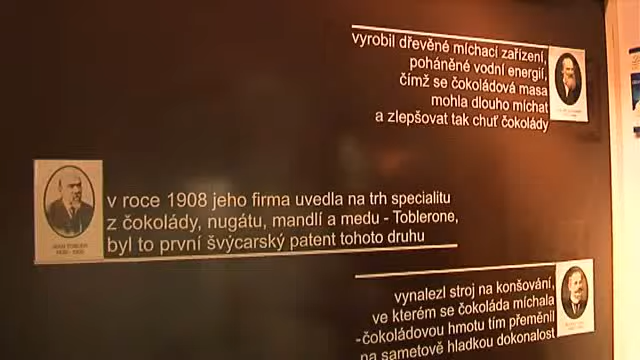 vyrobil dřevěné míchací zařízení,
poháněné vodní energií,
čímž se čokoládová masa
mohla dlouho míchat
a zlepšovat tak chuť čokolády
v roce 1908 jeho firma uvedla na trh specialitu
z čokolády, nugátu, mandlí a medu - Toblerone,
byl to první švýcarský patent tohoto druhu
vynalezl stroj na konšování,
ve kterém se čokoláda míchala
-čokoládovou hmotu tím přeměnil
na sametově hladkou dokonalost